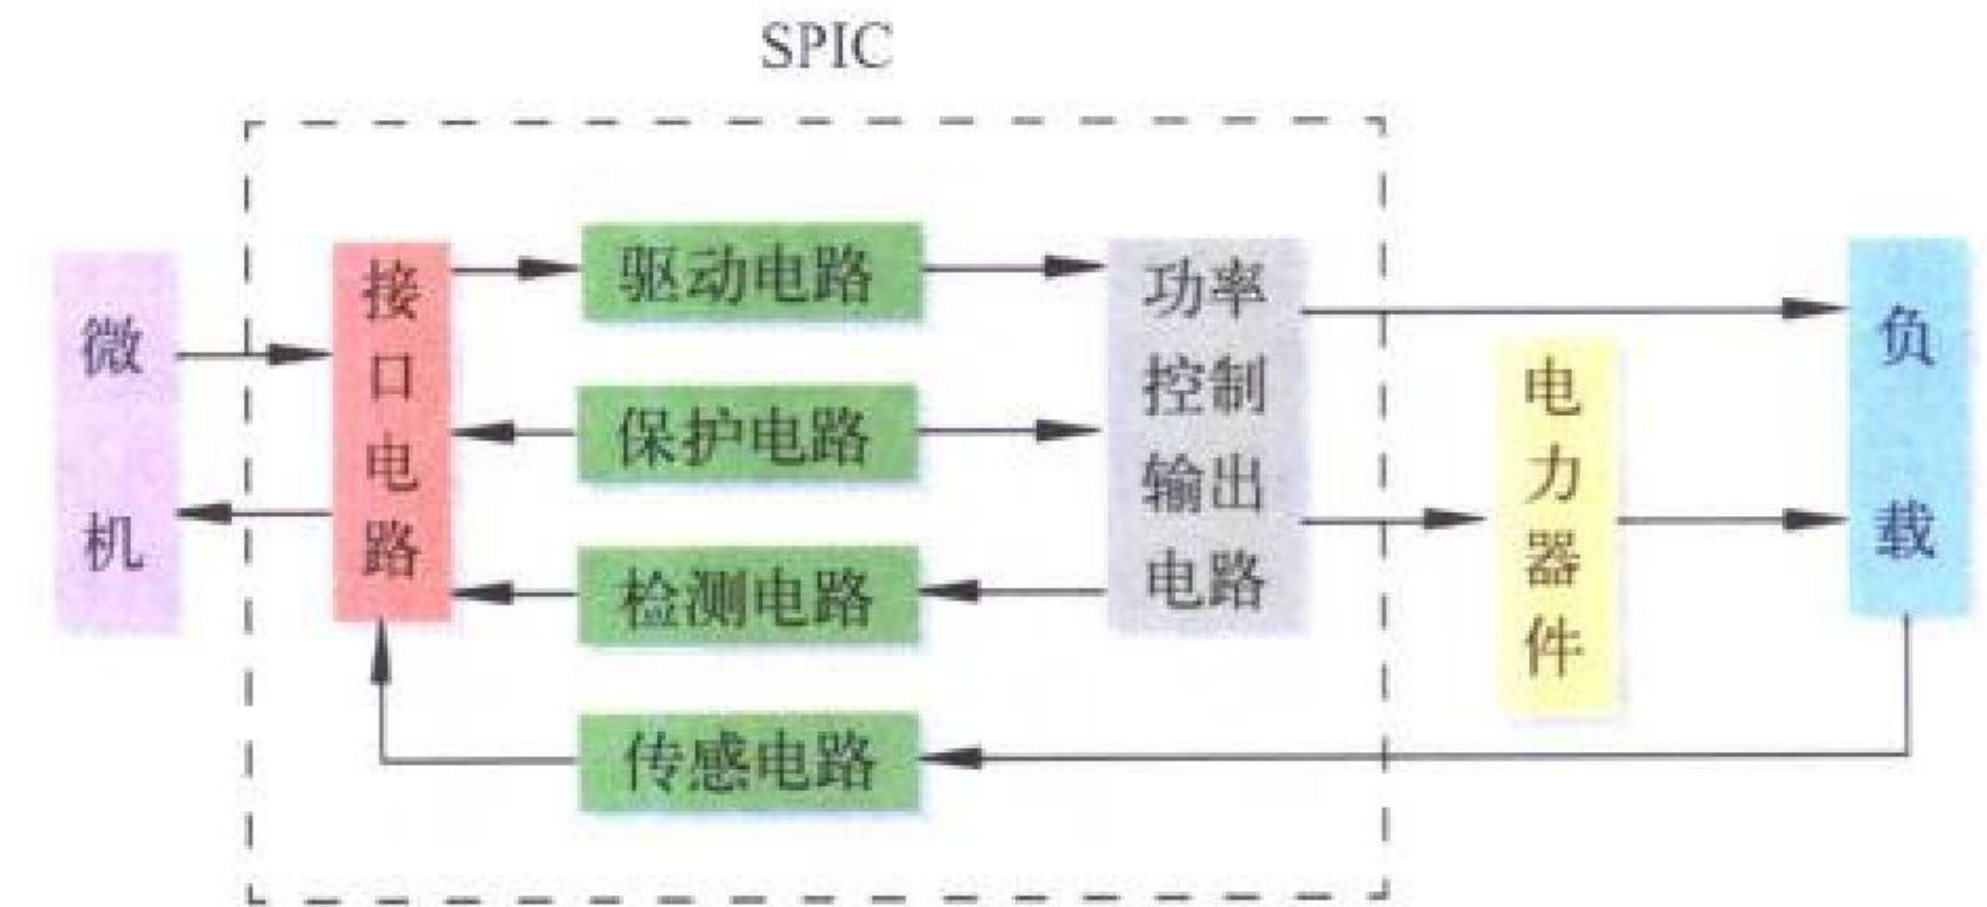 SPIC
微机
接口电路
驱动电路
保护电路
检测电路
传感电路
功率
控制
输出
电路
电力器件
负载